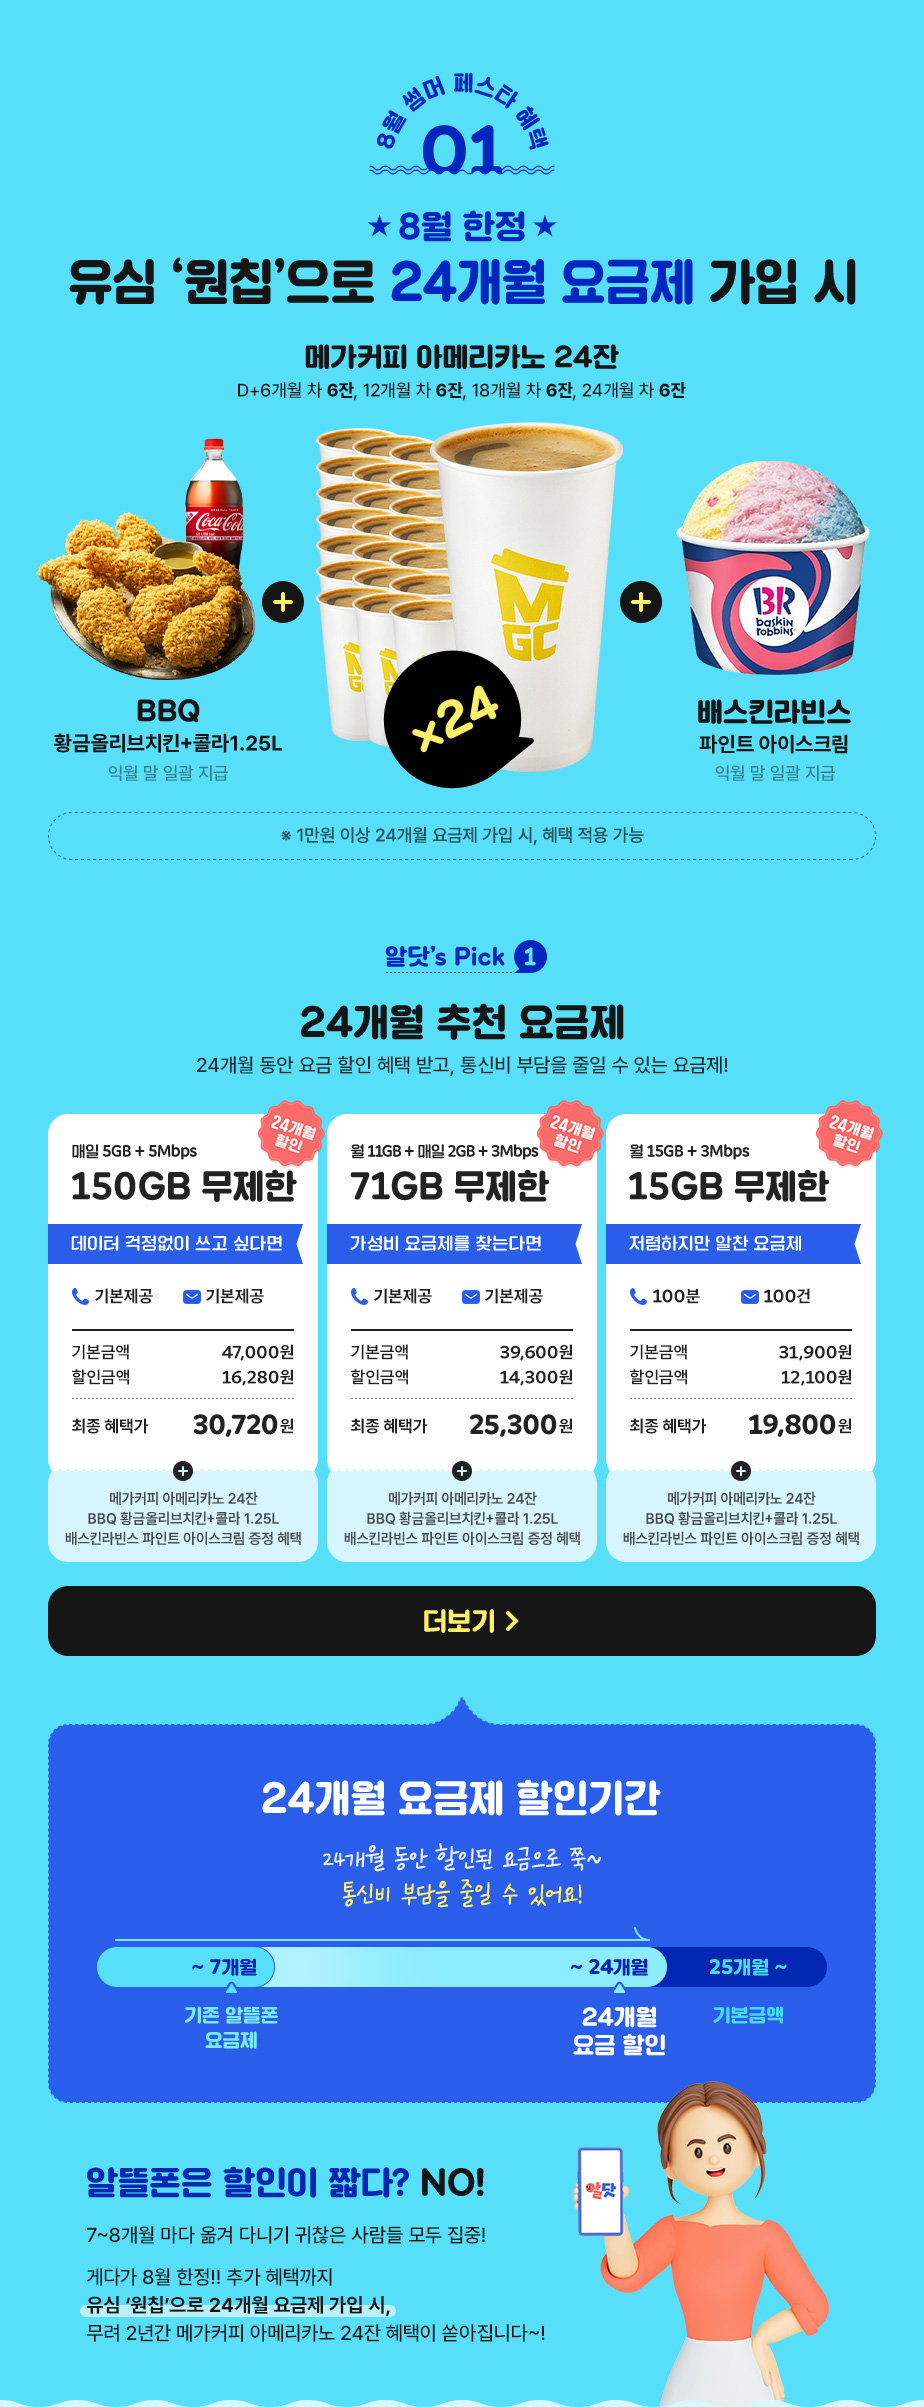 8월 썸머 페스타 혜택
01
★ 8월 한정 ★
유심 ‘원칩’으로 24개월 요금제 가입 시
메가커피 아메리카노 24잔
D+6개월 차 6잔, 12개월 차 6잔, 18개월 차 6잔, 24개월 차 6잔
Coca-Cola
MGC
x24
BR
baskin
robbins
BBQ
황금올리브치킨+콜라1.25L
익월 말 일괄 지급
배스킨라빈스
파인트 아이스크림
익월 말 일괄 지급
※ 1만원 이상 24개월 요금제 가입 시, 혜택 적용 가능
알닷’s Pick 1
24개월 추천 요금제
24개월 동안 요금 할인 혜택 받고, 통신비 부담을 줄일 수 있는 요금제!
24개월
할인
매일 5GB + 5Mbps
150GB 무제한
데이터 걱정없이 쓰고 싶다면
기본제공 기본제공
기본금액 47,000원
할인금액 16,280원
최종 혜택가 30,720원
메가커피 아메리카노 24잔
BBQ 황금올리브치킨+콜라 1.25L
배스킨라빈스 파인트 아이스크림 증정 혜택
24개월
할인
월 11GB + 매일 2GB + 3Mbps
71GB 무제한
가성비 요금제를 찾는다면
기본제공 기본제공
기본금액 39,600원
할인금액 14,300원
최종 혜택가 25,300원
메가커피 아메리카노 24잔
BBQ 황금올리브치킨+콜라 1.25L
배스킨라빈스 파인트 아이스크림 증정 혜택
24개월
할인
월 15GB + 3Mbps
15GB 무제한
저렴하지만 알찬 요금제
100분 100건
기본금액 31,900원
할인금액 12,100원
최종 혜택가 19,800원
메가커피 아메리카노 24잔
BBQ 황금올리브치킨+콜라 1.25L
배스킨라빈스 파인트 아이스크림 증정 혜택
더보기 >
24개월 요금제 할인기간
24개월 동안 할인된 요금으로 쭉~
통신비 부담을 줄일 수 있어요!
~ 7개월 ~ 24개월 25개월 ~
기존 알뜰폰
요금제
24개월
요금 할인
기본금액
알닷
알뜰폰은 할인이 짧다? NO!
7~8개월 마다 옮겨 다니기 귀찮은 사람들 모두 집중!
게다가 8월 한정!! 추가 혜택까지
유심 ‘원칩’으로 24개월 요금제 가입 시,
무려 2년간 메가커피 아메리카노 24잔 혜택이 쏟아집니다~!